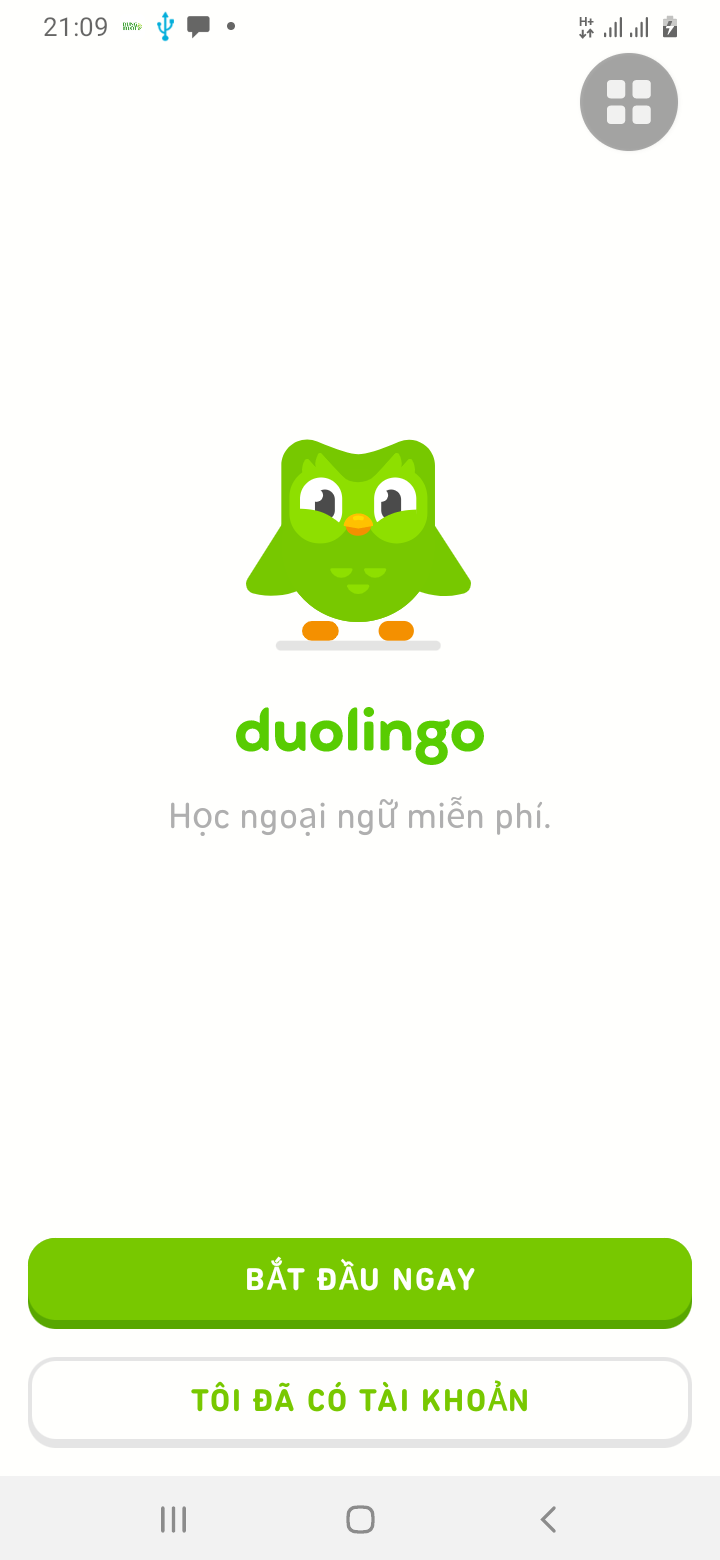 21:09
H+
duolingo
Học ngoại ngữ miễn phí.
BẮT ĐẦU NGAY
TÔI ĐÃ CÓ TÀI KHOẢN